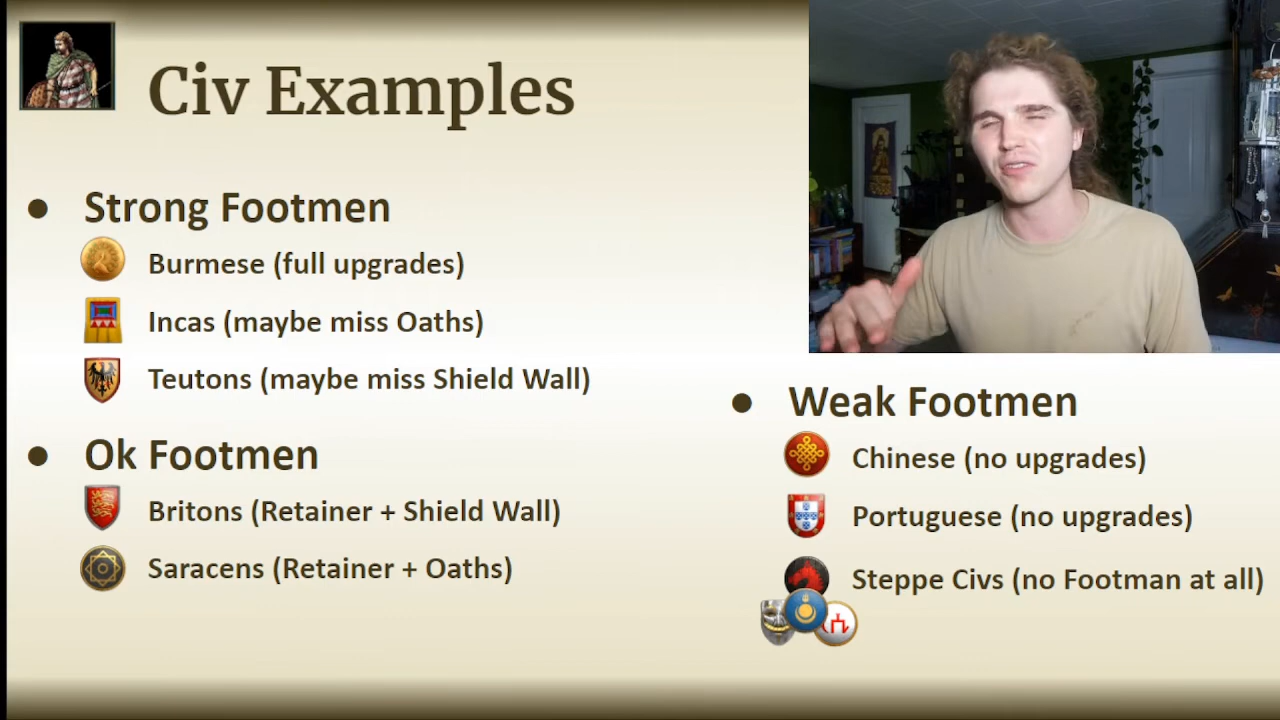 Civ Examples
● Strong Footmen
Burmese (full upgrades)
Incas (maybe miss Oaths)
Teutons (maybe miss Shield Wall)
● Ok Footmen
Britons (Retainer + Shield Wall)
Saracens (Retainer + Oaths)
● Weak Footmen
Chinese (no upgrades)
Portuguese (no upgrades)
Steppe Civs (no Footman at all)